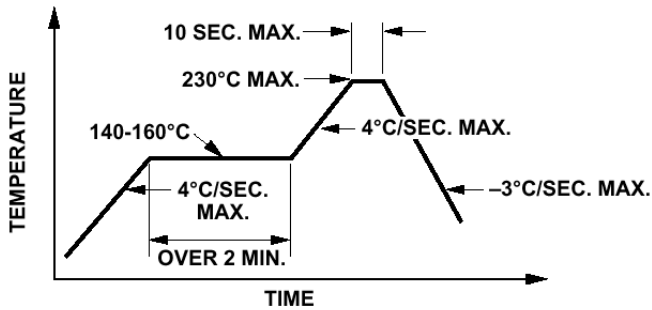 10 SEC. MAX.
230°C MAX.
140-160°C
4°C/SEC. MAX.
4°C/SEC.
MAX.
–3°C/SEC. MAX.
OVER 2 MIN.
TEMPERATURE
TIME